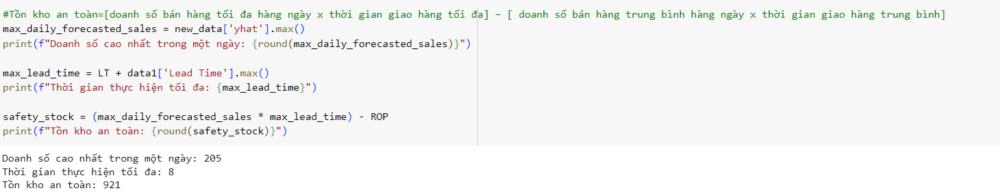 #Tồn kho an toàn=[doanh số bán hàng tối đa hàng ngày x thời gian giao hàng tối đa] – [ doanh số bán hàng trung bình hàng ngày x thời gian giao hàng trung bình]
max_daily_forecasted_sales = new_data['yhat'].max()
print(f"Doanh số cao nhất trong một ngày: {round(max_daily_forecasted_sales)}")
max_lead_time = LT + data1['Lead Time'].max()
print(f"Thời gian thực hiện tối đa: {max_lead_time}")
safety_stock = (max_daily_forecasted_sales * max_lead_time) - ROP
print(f"Tồn kho an toàn: {round(safety_stock)}")
Doanh số cao nhất trong một ngày: 205
Thời gian thực hiện tối đa: 8
Tồn kho an toàn: 921